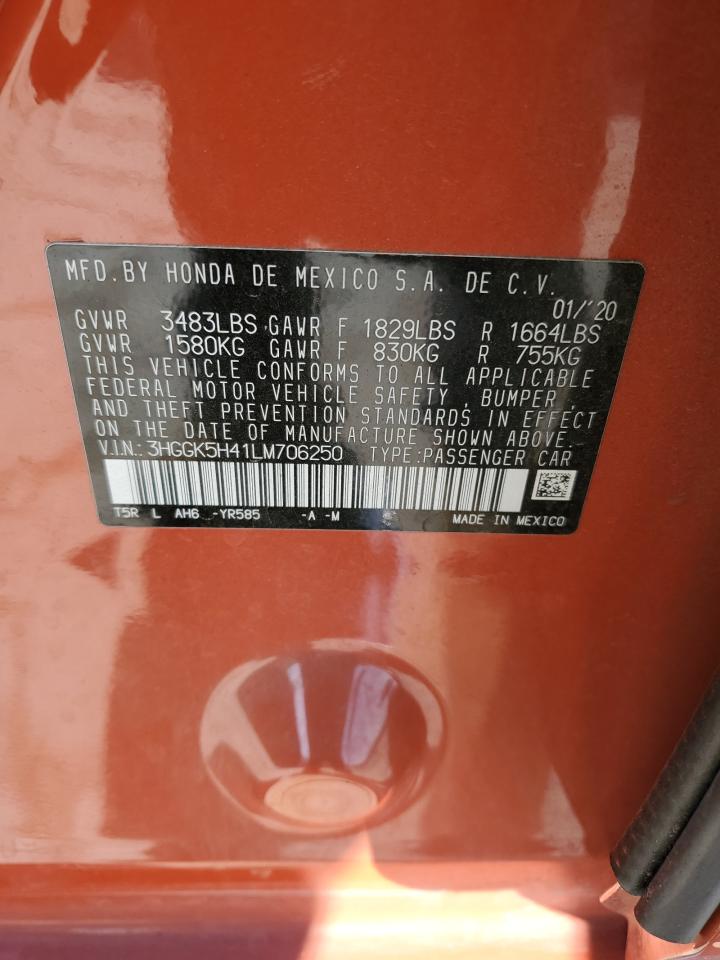 MFD.BY HONDA DE MEXICO S.A. DE C.V.
01/'20
GVWR 3483LBS GAWR F 1829LBS R 1664LBS
GVWR 1580KG GAWR F 830KG R 755KG
THIS VEHICLE CONFORMS TO ALL APPLICABLE
FEDERAL MOTOR VEHICLE SAFETY , BUMPER ,
AND THEFT PREVENTION STANDARDS IN EFFECT
ON THE DATE OF MANUFACTURE SHOWN ABOVE.
V.I.N.: 3HGGK5H41LM706250 TYPE:PASSENGER CAR
T5R L AH6 -YR585 -A -M MADE IN MEXICO